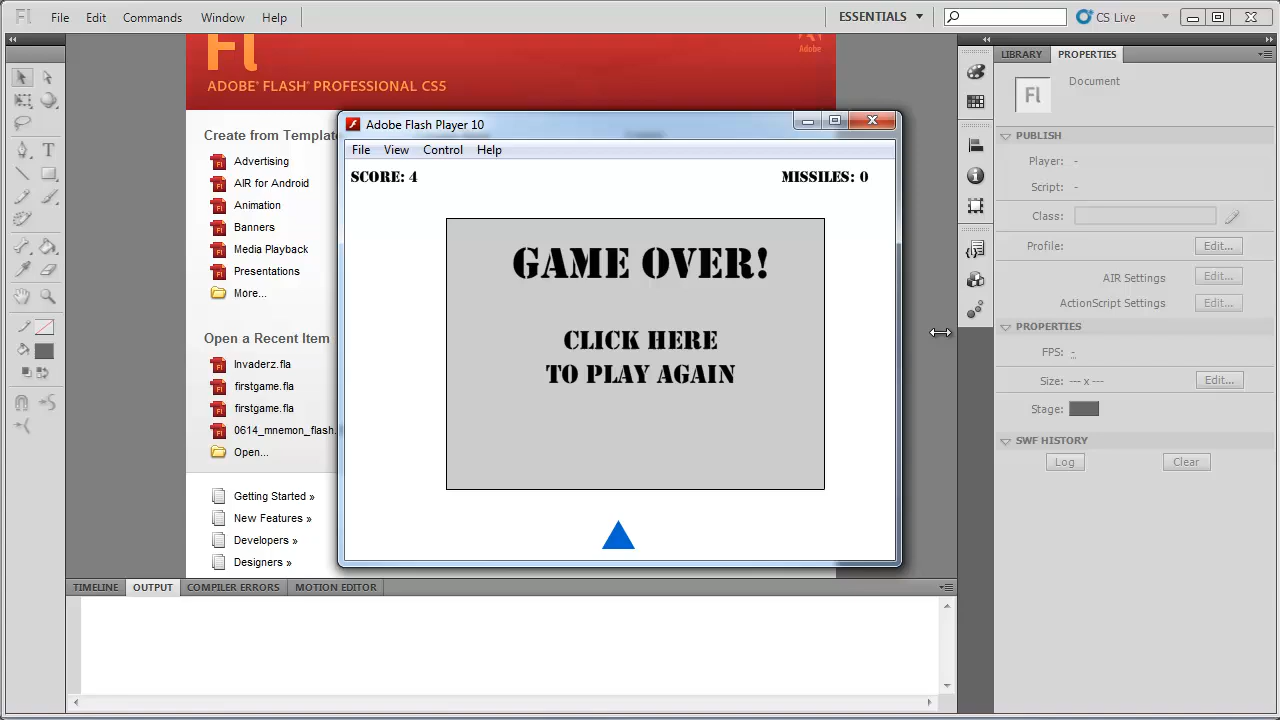 Fl File Edit Commands Window Help ESSENTIALS CS Live
Fl
Adobe
ADOBE® FLASH® PROFESSIONAL CS5
LIBRARY PROPERTIES
Fl
Document
Create from Templat
Advertising
AIR for Android
Animation
Banners
Media Playback
Presentations
More...
Open a Recent Item
Invaderz.fla
firstgame.fla
firstgame.fla
0614_mnemon_flash.
Open...
Getting Started »
New Features »
Developers »
Designers »
Adobe Flash Player 10
File View Control Help
SCORE: 4
MISSILES: 0
GAME OVER!
CLICK HERE
TO PLAY AGAIN
PUBLISH
Player: -
Script: -
Class:
Profile: Edit...
AIR Settings Edit...
ActionScript Settings Edit...
PROPERTIES
FPS: -
Size: --- x --- Edit...
Stage:
SWF HISTORY
Log Clear
TIMELINE OUTPUT COMPILER ERRORS MOTION EDITOR